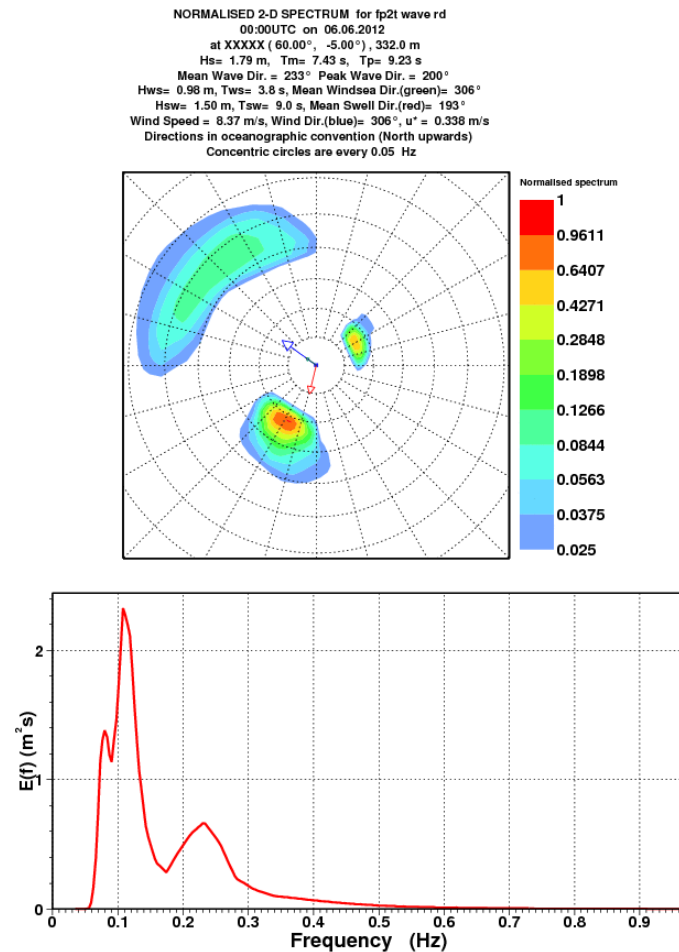 NORMALISED 2-D SPECTRUM for fp2t wave rd
00:00UTC on 06.06.2012
at XXXXX ( 60.00°, -5.00°) , 332.0 m
Hs= 1.79 m, Tm= 7.43 s, Tp= 9.23 s
Mean Wave Dir. = 233° Peak Wave Dir. = 200°
Hws= 0.98 m, Tws= 3.8 s, Mean Windsea Dir.(green)= 306°
Hsw= 1.50 m, Tsw= 9.0 s, Mean Swell Dir.(red)= 193°
Wind Speed = 8.37 m/s, Wind Dir.(blue)= 306°, u* = 0.338 m/s
Directions in oceanographic convention (North upwards)
Concentric circles are every 0.05 Hz
Normalised spectrum
1
0.9611
0.6407
0.4271
0.2848
0.1898
0.1266
0.0844
0.0563
0.0375
0.025
E(f) (m²s)
2
1
0
0 0.1 0.2 0.3 0.4 0.5 0.6 0.7 0.8 0.9
Frequency (Hz)